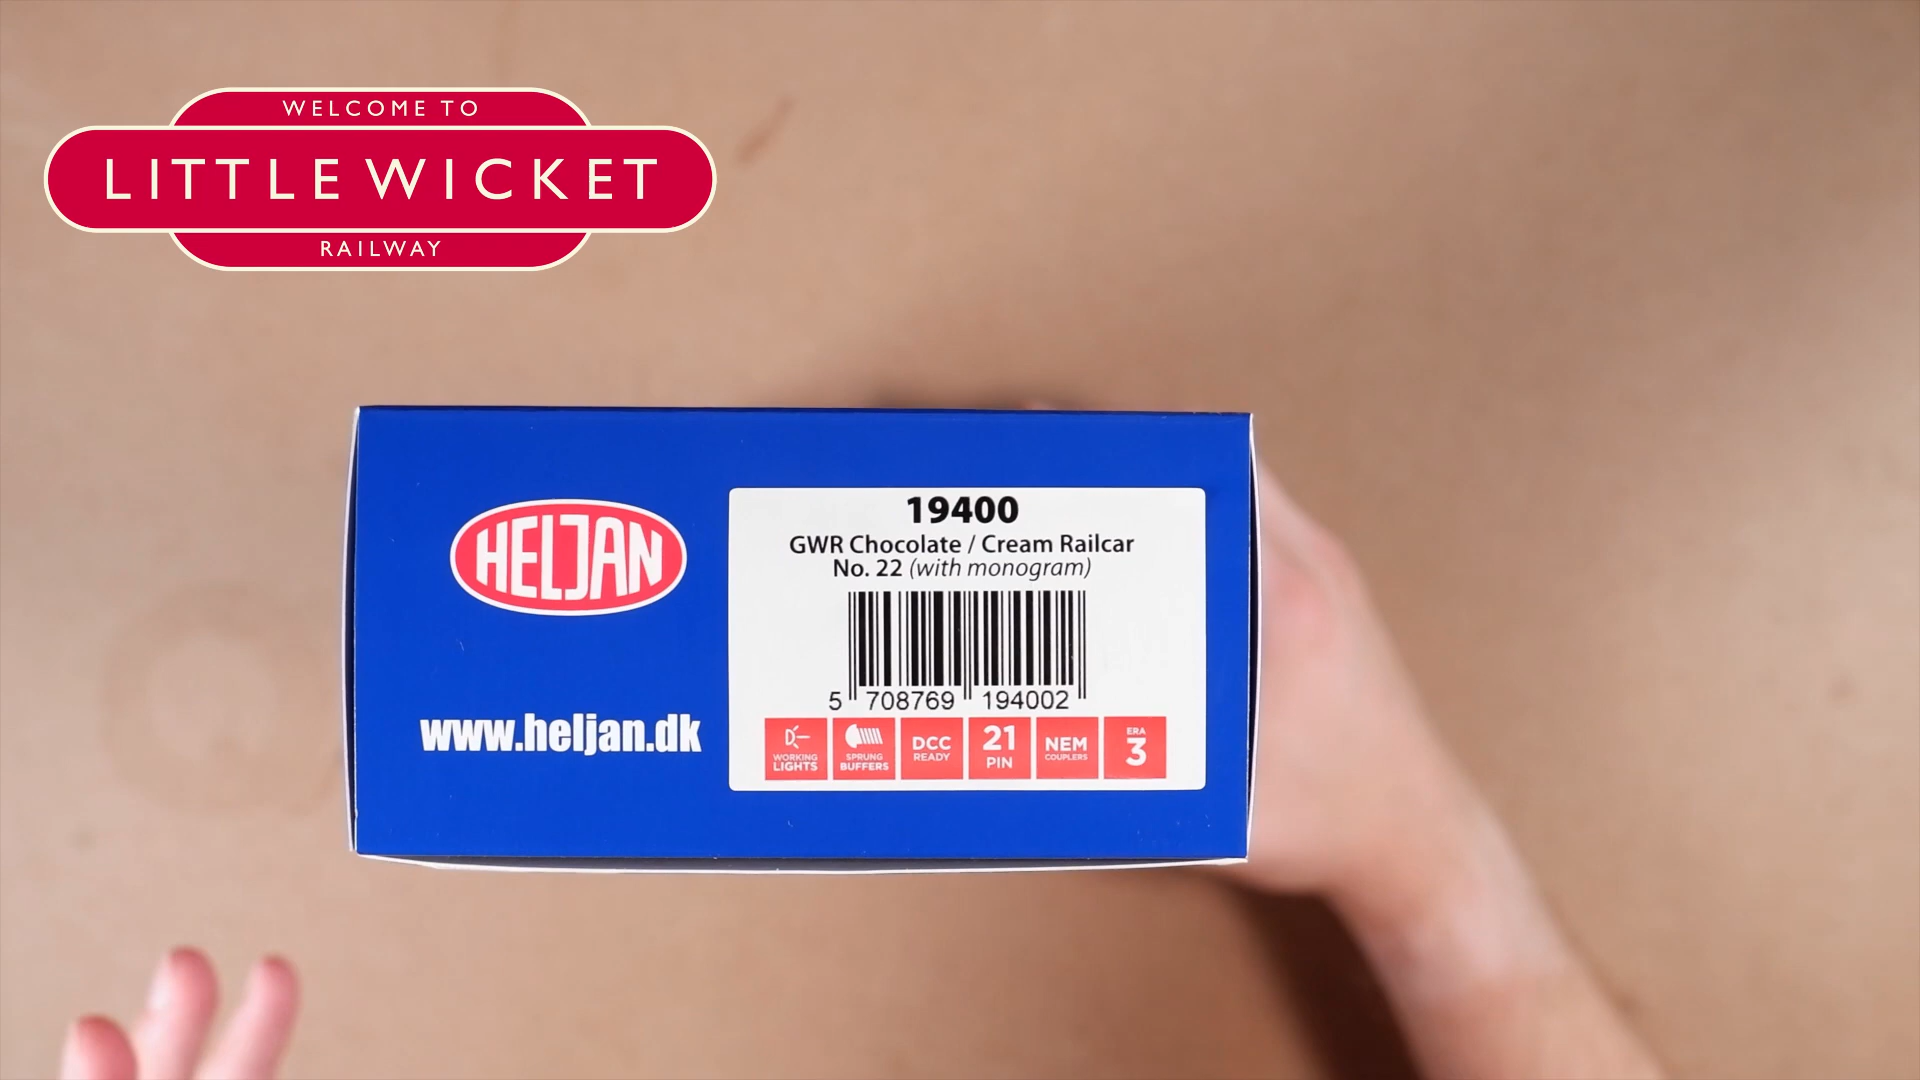 WELCOME TO
LITTLE WICKET
RAILWAY
HELJAN
www.heljan.dk
19400
GWR Chocolate / Cream Railcar
No. 22 (with monogram)
5 708769 194002
WORKING
LIGHTS
SPRUNG
BUFFERS
DCC
READY
21
PIN
NEM
COUPLERS
ERA
3